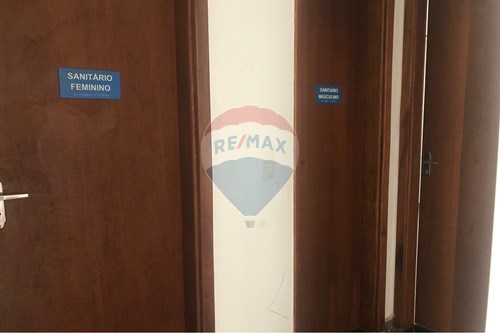 SANITÁRIO
FEMININO
SANITÁRIO
MASCULINO
RE/MAX